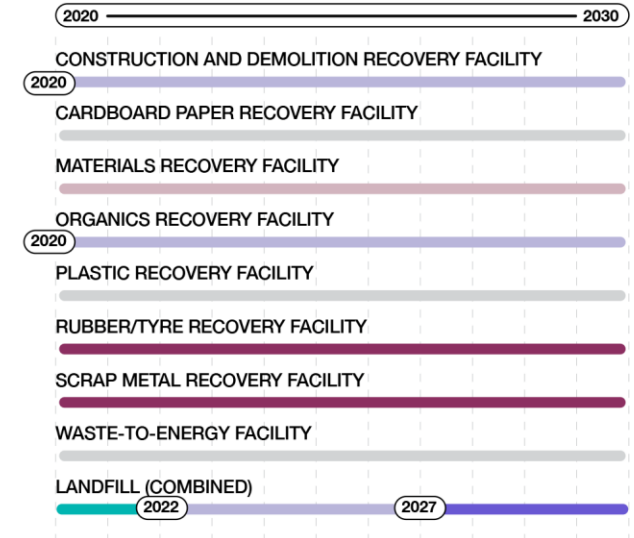 2020 2030
CONSTRUCTION AND DEMOLITION RECOVERY FACILITY
2020
CARDBOARD PAPER RECOVERY FACILITY
MATERIALS RECOVERY FACILITY
ORGANICS RECOVERY FACILITY
2020
PLASTIC RECOVERY FACILITY
RUBBER/TYRE RECOVERY FACILITY
SCRAP METAL RECOVERY FACILITY
WASTE-TO-ENERGY FACILITY
LANDFILL (COMBINED)
2022 2027